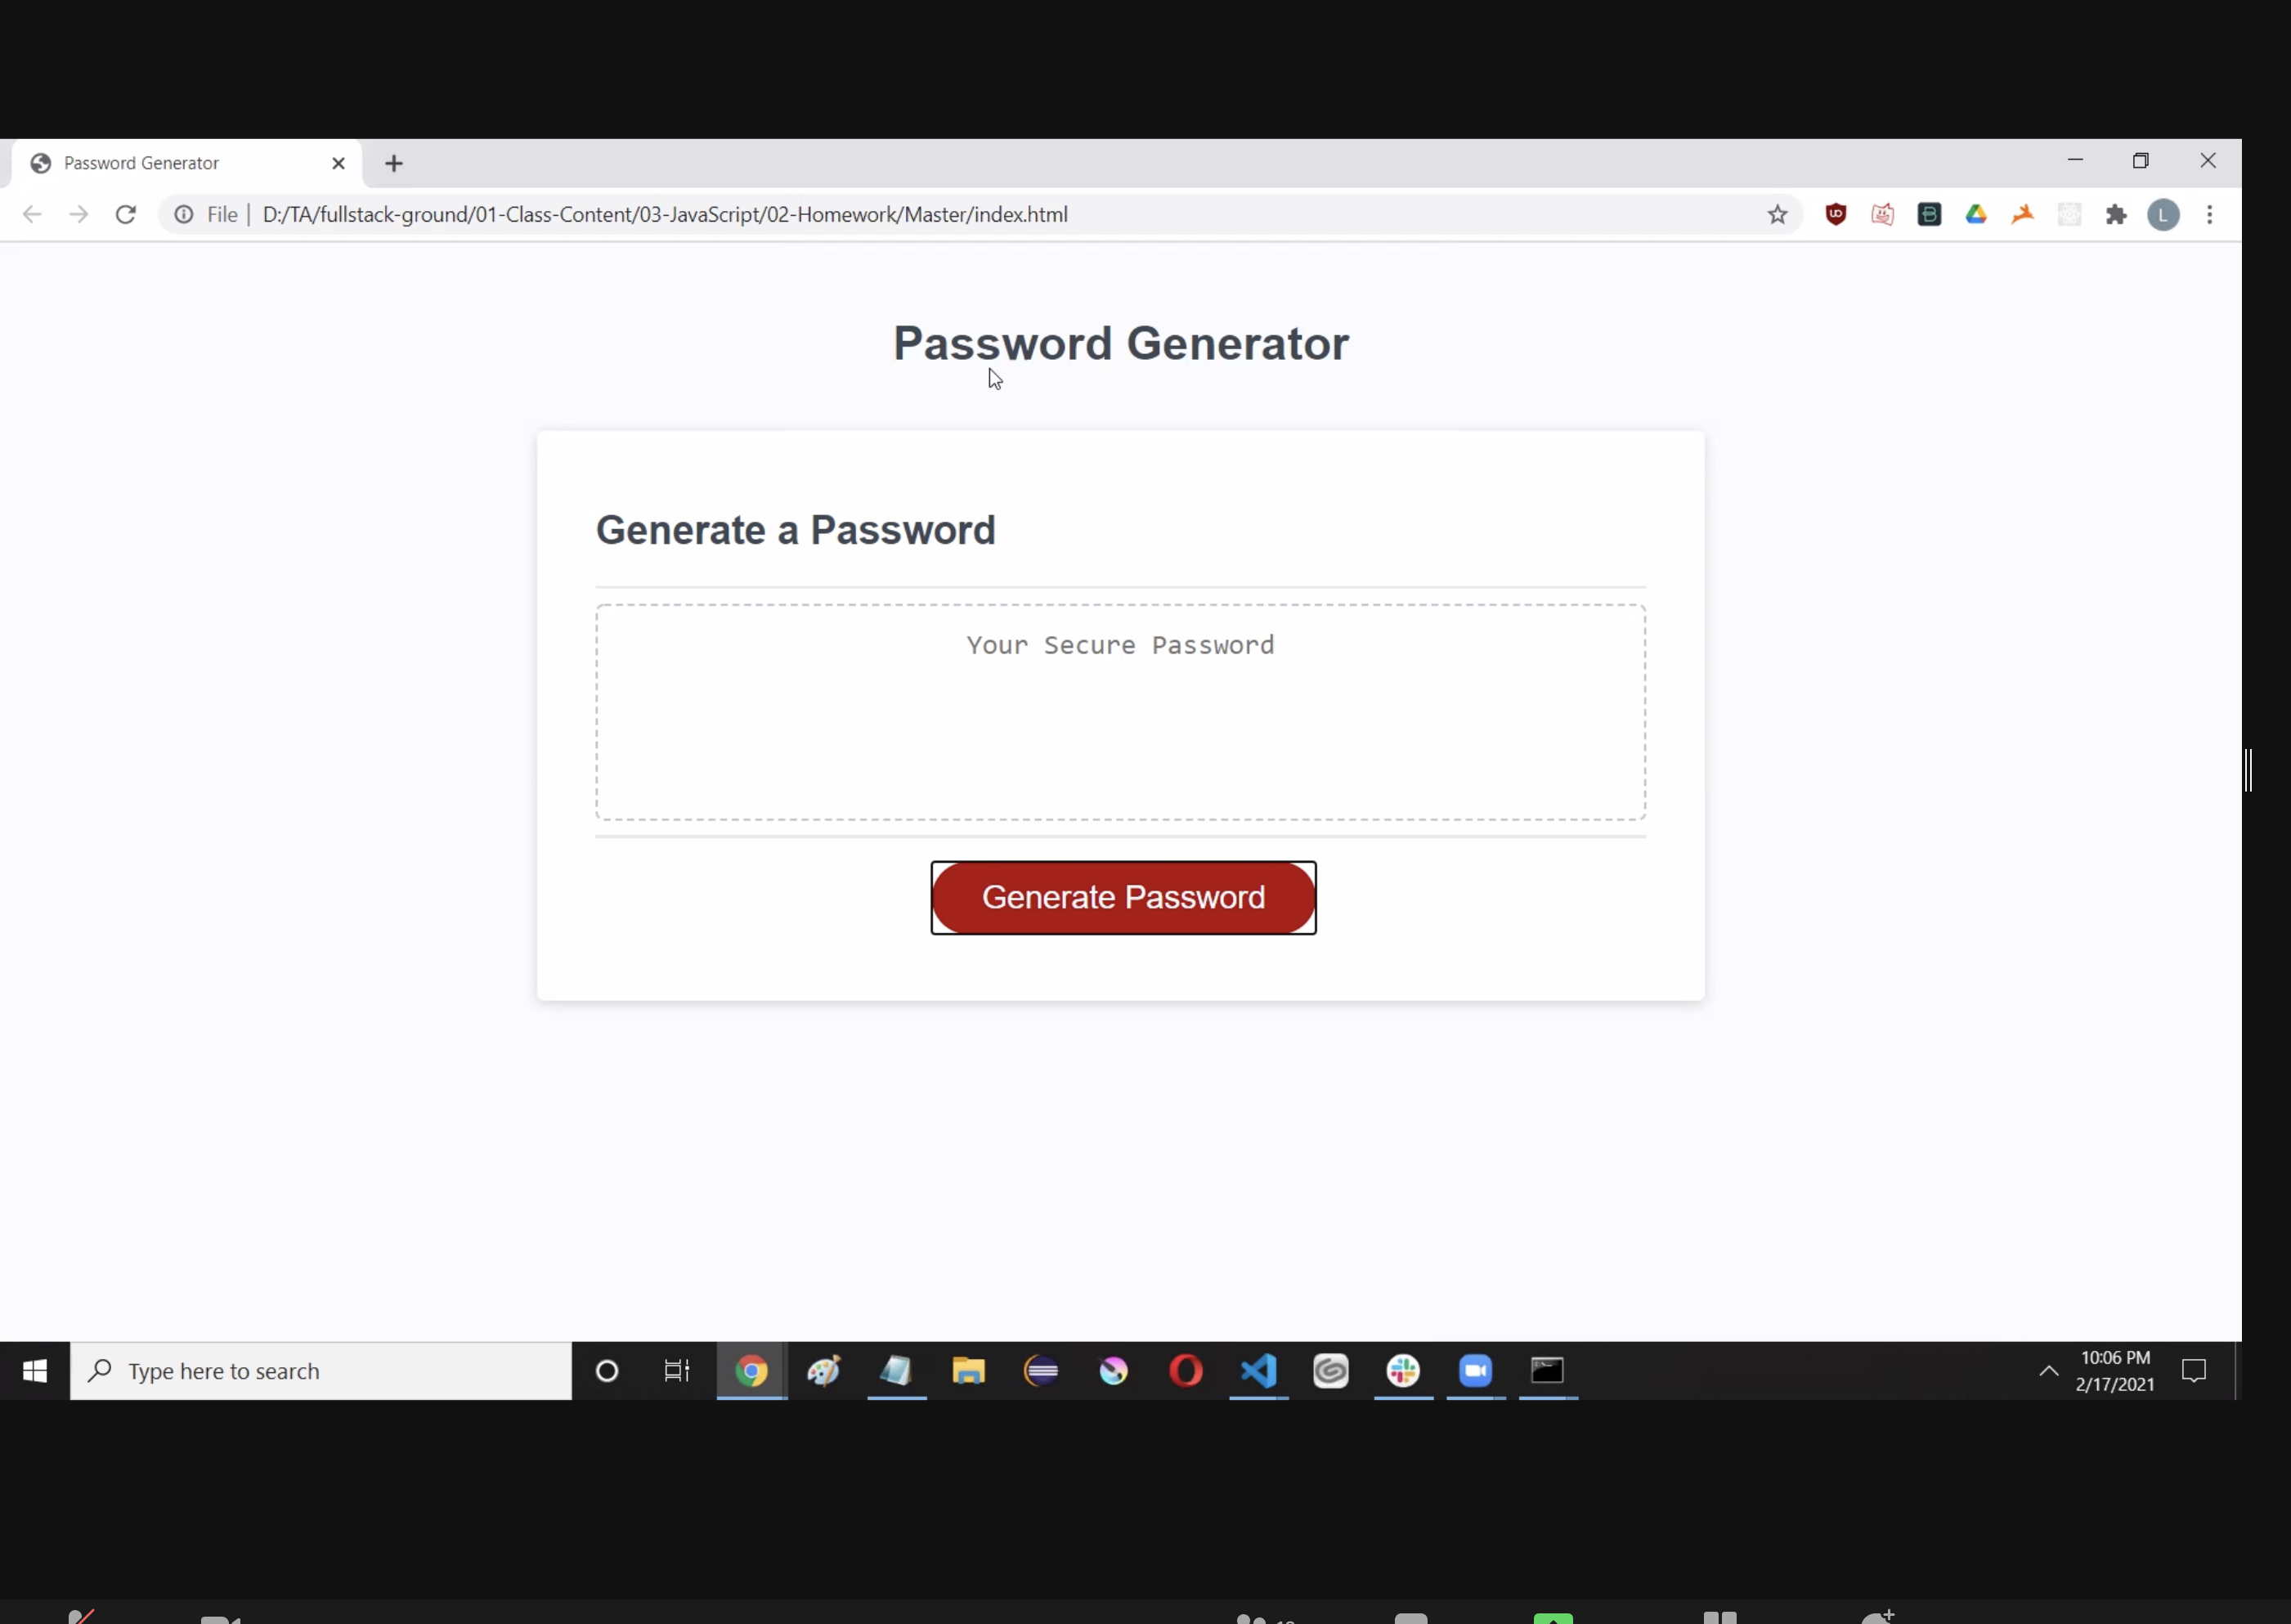 Password Generator
File
D:/TA/fullstack-ground/01-Class-Content/03-JavaScript/02-Homework/Master/index.html
L
Password Generator
Generate a Password
Your Secure Password
Generate Password
Type here to search
10:06 PM
2/17/2021